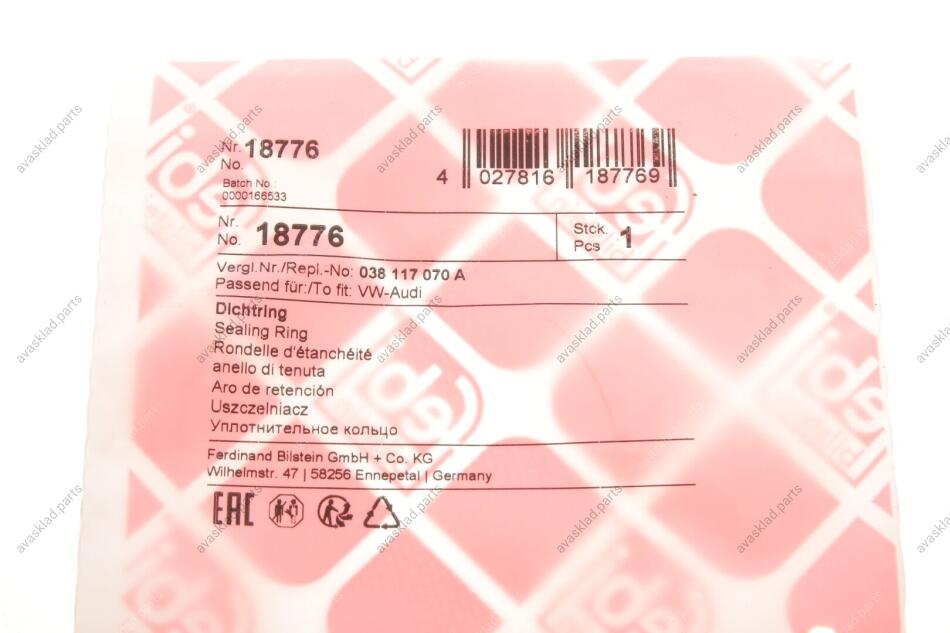 Nr. 18776
No.
Batch No.:
0000166533
4 027816 187769
Nr.
No. 18776
Stck.
Pcs 1
Vergl.Nr./Repl.-No: 038 117 070 A
Passend für:/To fit: VW-Audi
Dichtring
Sealing Ring
Rondelle d'étanchéité
anello di tenuta
Aro de retención
Uszczelniacz
Уплотнительное кольцо
Ferdinand Bilstein GmbH + Co. KG
Wilhelmstr. 47 | 58256 Ennepetal | Germany
EAC
avasklad.parts